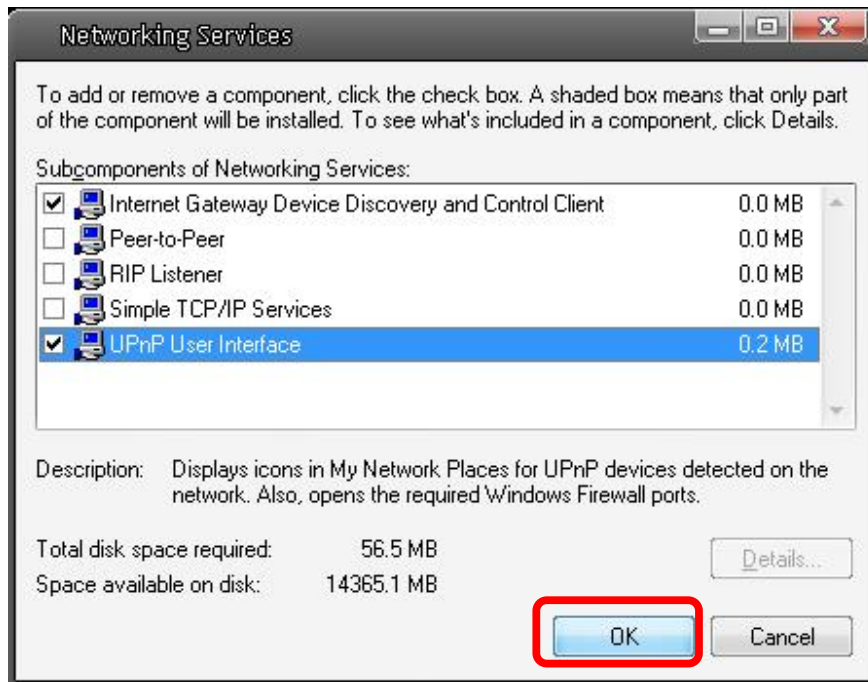 Networking Services
To add or remove a component, click the check box. A shaded box means that only part
of the component will be installed. To see what's included in a component, click Details.
Subcomponents of Networking Services:
Internet Gateway Device Discovery and Control Client 0.0 MB
Peer-to-Peer 0.0 MB
RIP Listener 0.0 MB
Simple TCP/IP Services 0.0 MB
UPnP User Interface 0.2 MB
Description: Displays icons in My Network Places for UPnP devices detected on the
network. Also, opens the required Windows Firewall ports.
Total disk space required: 56.5 MB
Space available on disk: 14365.1 MB
Details...
OK Cancel